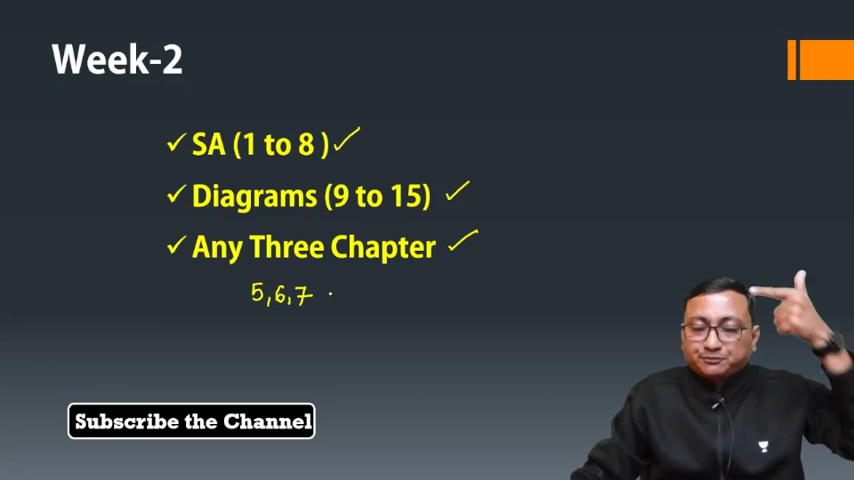 Week-2
✓ SA (1 to 8 ) ✓
✓ Diagrams (9 to 15) ✓
✓ Any Three Chapter ✓
5,6,7
Subscribe the Channel